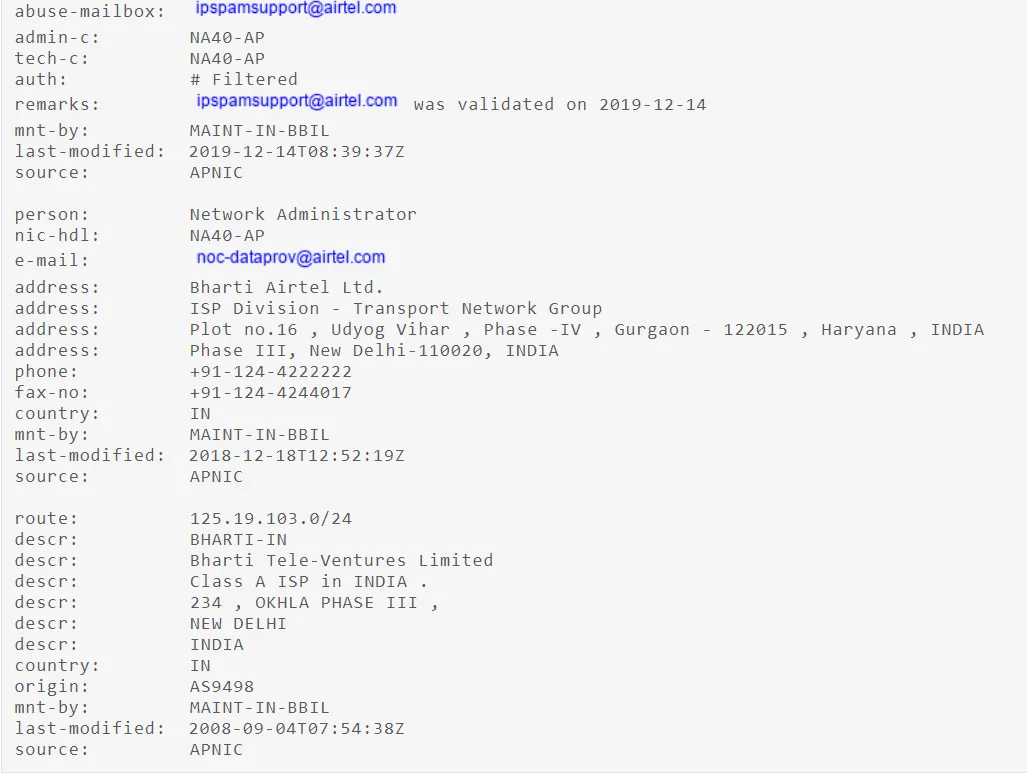 abuse-mailbox: ipspamsupport@airtel.com
admin-c: NA40-AP
tech-c: NA40-AP
auth: # Filtered
remarks: ipspamsupport@airtel.com was validated on 2019-12-14
mnt-by: MAINT-IN-BBIL
last-modified: 2019-12-14T08:39:37Z
source: APNIC
person: Network Administrator
nic-hdl: NA40-AP
e-mail: noc-dataprov@airtel.com
address: Bharti Airtel Ltd.
address: ISP Division - Transport Network Group
address: Plot no.16 , Udyog Vihar , Phase -IV , Gurgaon - 122015 , Haryana , INDIA
address: Phase III, New Delhi-110020, INDIA
phone: +91-124-4222222
fax-no: +91-124-4244017
country: IN
mnt-by: MAINT-IN-BBIL
last-modified: 2018-12-18T12:52:19Z
source: APNIC
route: 125.19.103.0/24
descr: BHARTI-IN
descr: Bharti Tele-Ventures Limited
descr: Class A ISP in INDIA .
descr: 234 , OKHLA PHASE III ,
descr: NEW DELHI
descr: INDIA
country: IN
origin: AS9498
mnt-by: MAINT-IN-BBIL
last-modified: 2008-09-04T07:54:38Z
source: APNIC